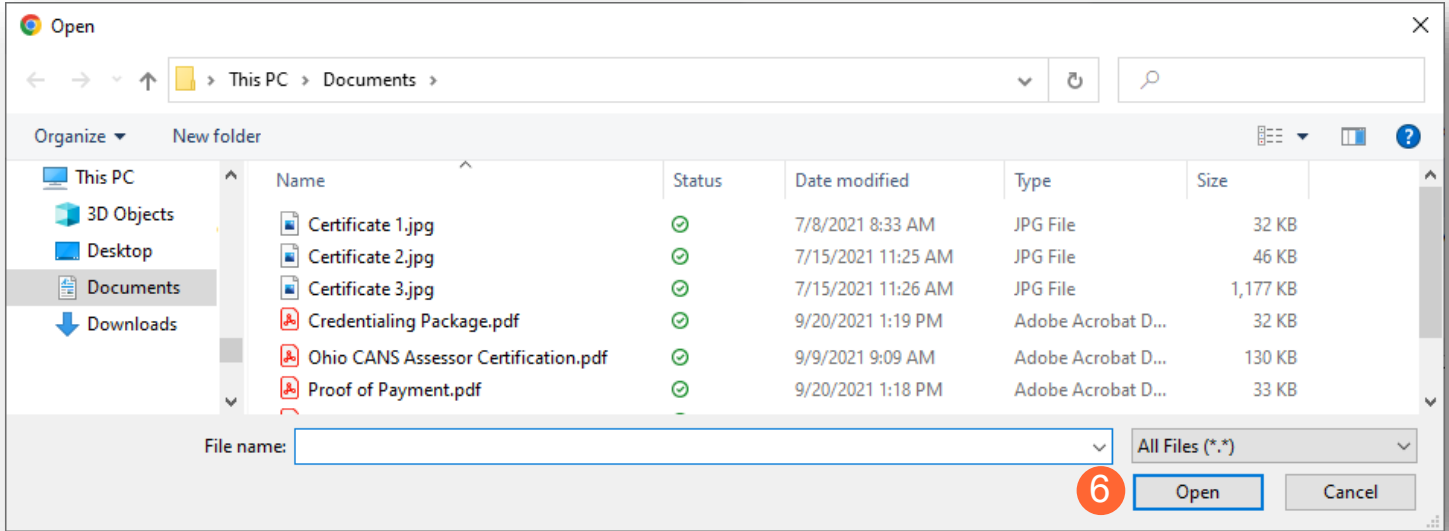 Open
This PC > Documents >
Organize New folder ?
This PC
3D Objects
Desktop
Documents
Downloads
Name Status Date modified Type Size
Certificate 1.jpg 7/8/2021 8:33 AM JPG File 32 KB
Certificate 2.jpg 7/15/2021 11:25 AM JPG File 46 KB
Certificate 3.jpg 7/15/2021 11:26 AM JPG File 1,177 KB
Credentialing Package.pdf 9/20/2021 1:19 PM Adobe Acrobat D... 32 KB
Ohio CANS Assessor Certification.pdf 9/9/2021 9:09 AM Adobe Acrobat D... 130 KB
Proof of Payment.pdf 9/20/2021 1:18 PM Adobe Acrobat D... 33 KB
File name: All Files (*.*)
6 Open Cancel